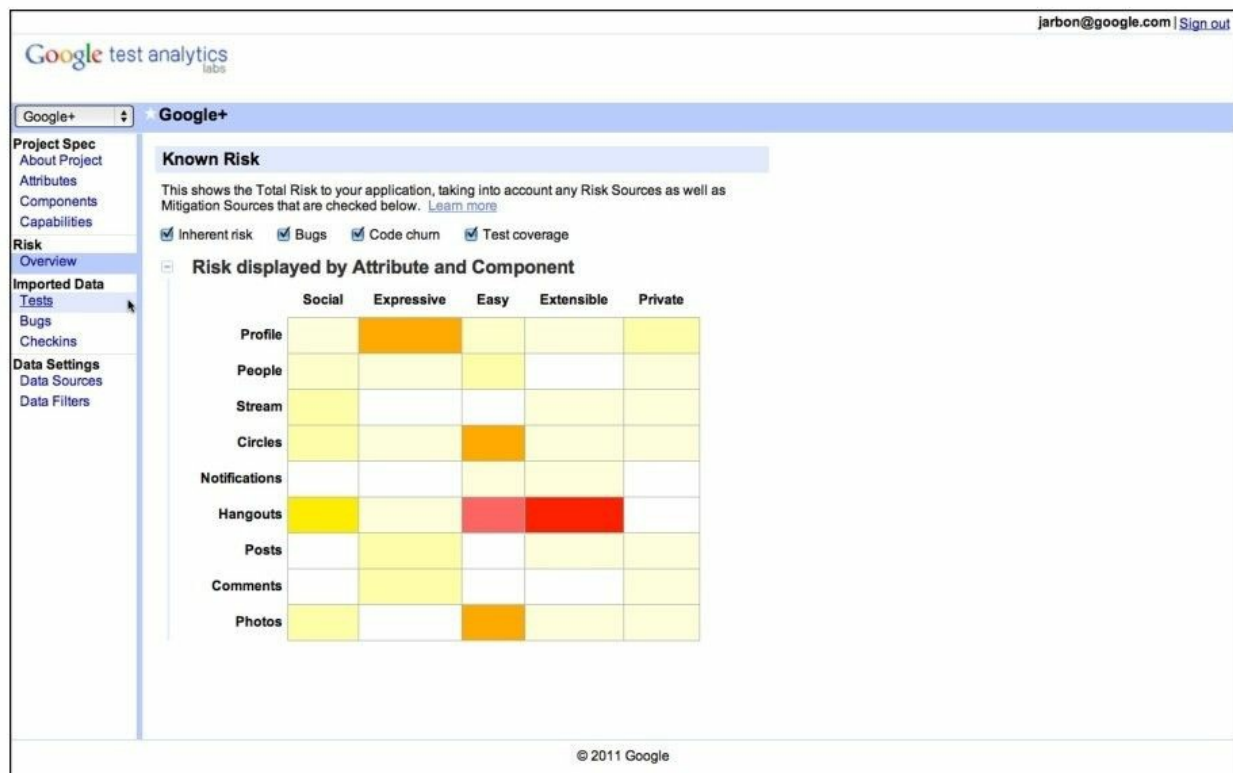 jarbon@google.com | Sign out
Google test analytics
labs
Google+
Google+
Project Spec
About Project
Attributes
Components
Capabilities
Risk
Overview
Imported Data
Tests
Bugs
Checkins
Data Settings
Data Sources
Data Filters
Known Risk
This shows the Total Risk to your application, taking into account any Risk Sources as well as
Mitigation Sources that are checked below. Learn more
Inherent risk Bugs Code churn Test coverage
Risk displayed by Attribute and Component
Social Expressive Easy Extensible Private
Profile
People
Stream
Circles
Notifications
Hangouts
Posts
Comments
Photos
© 2011 Google